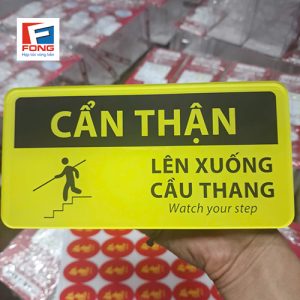 FONG
CẨN THẬN
LÊN XUỐNG
CẦU THANG
Watch your step